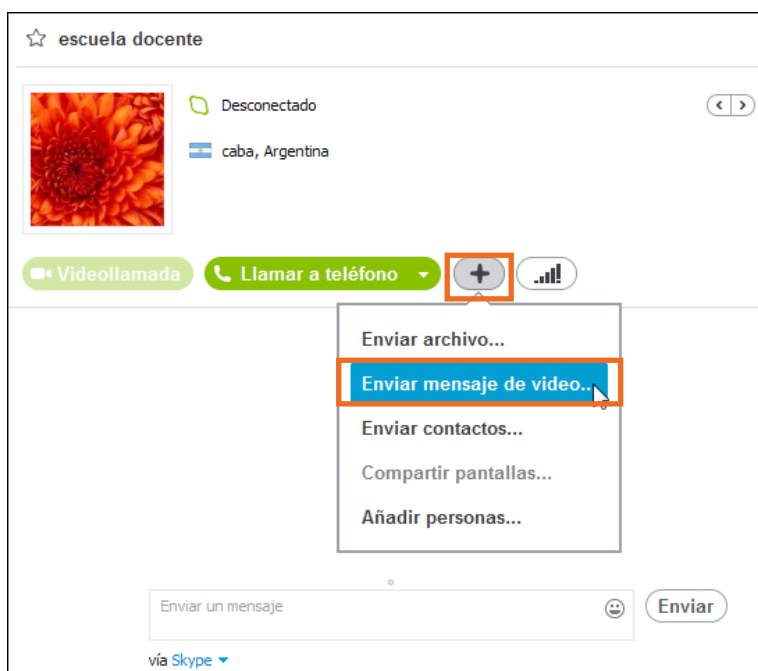 escuela docente
Desconectado
caba, Argentina
Videollamada
Llamar a teléfono
Enviar archivo...
Enviar mensaje de video...
Enviar contactos...
Compartir pantallas...
Añadir personas...
Enviar un mensaje
Enviar
vía Skype